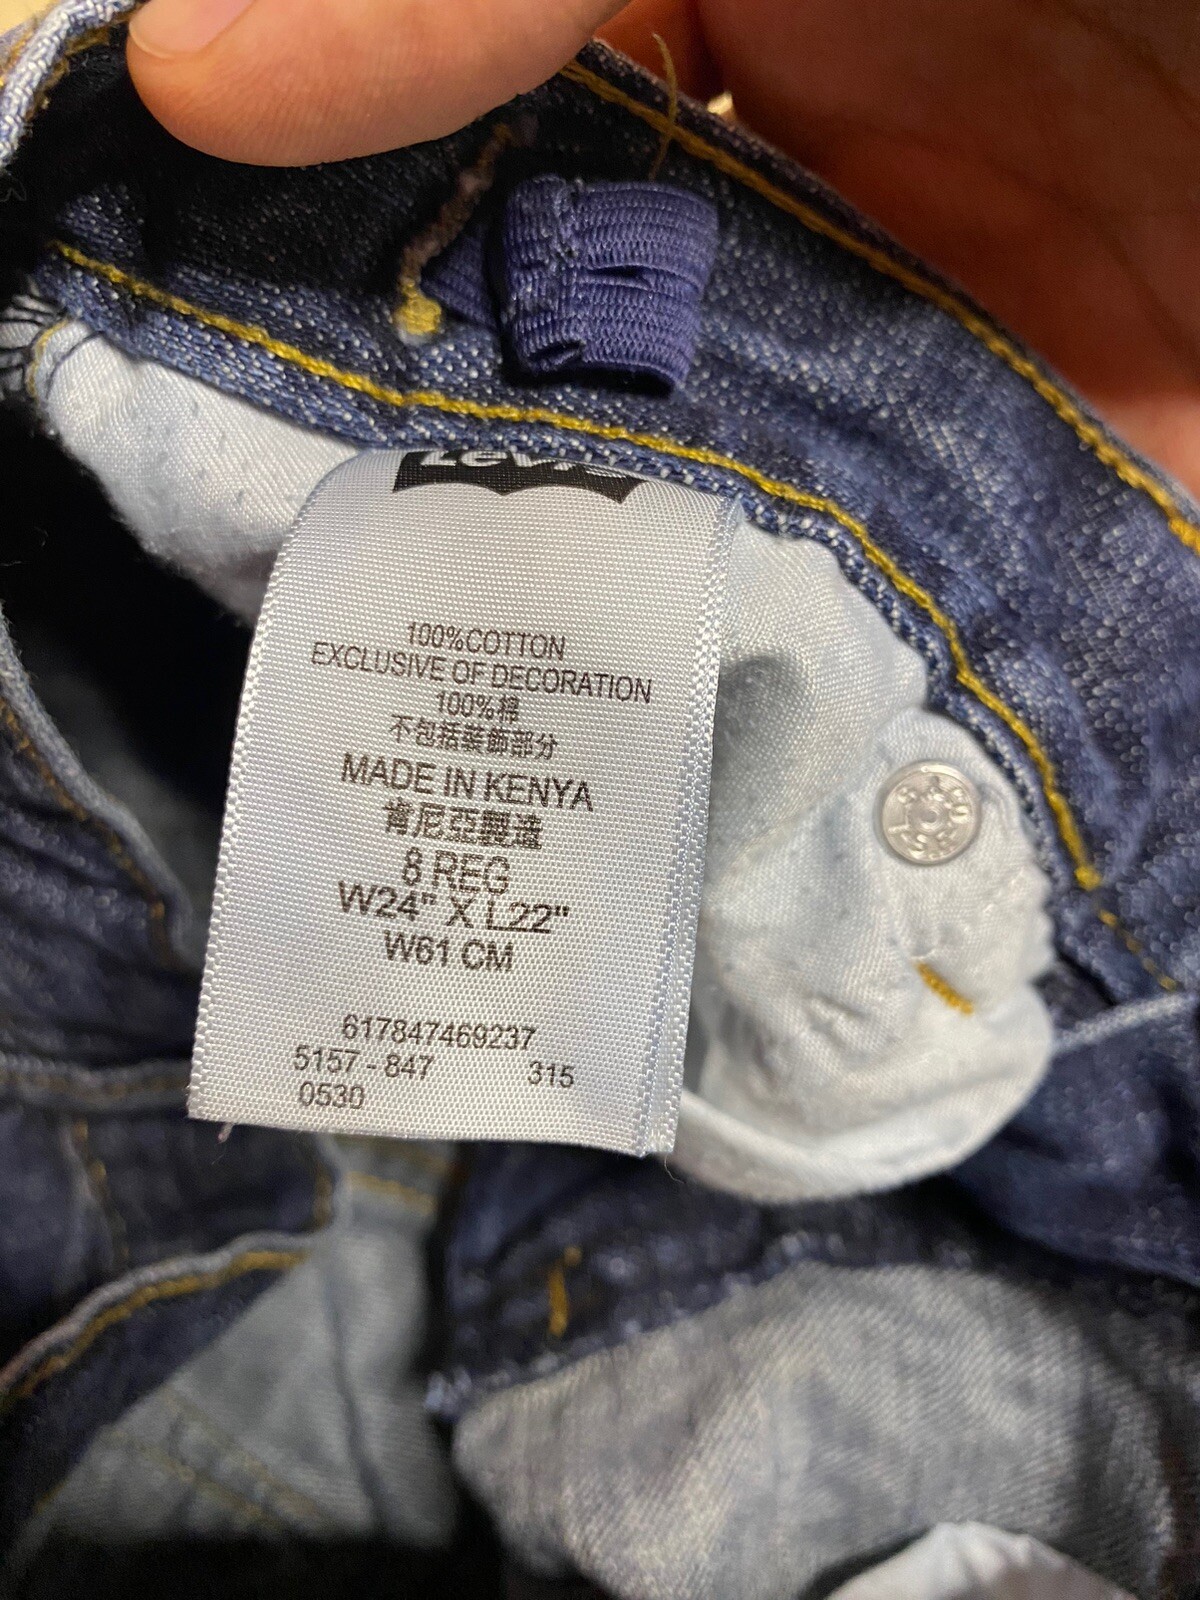 Levi's
100%COTTON
EXCLUSIVE OF DECORATION
100%棉
不包括裝飾部分
MADE IN KENYA
肯尼亞製造
8 REG
W24" X L22"
W61 CM
617847469237
5157 - 847 315
0530